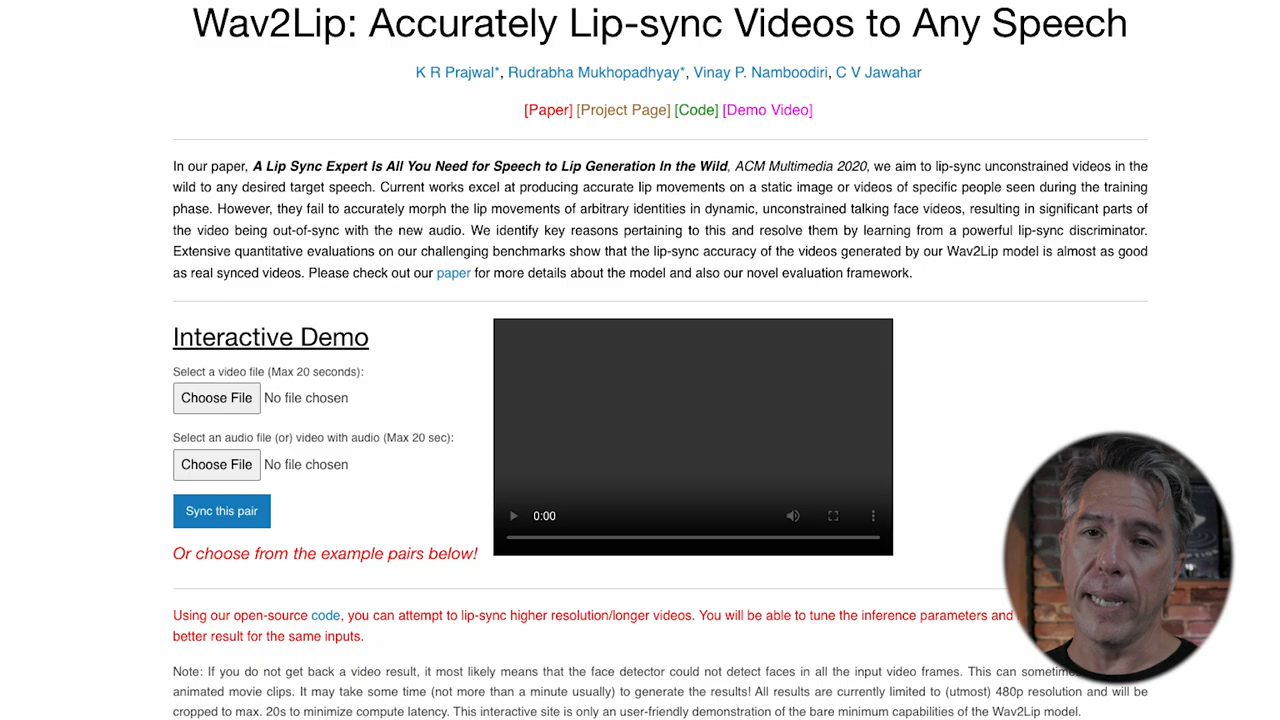 Wav2Lip: Accurately Lip-sync Videos to Any Speech
K R Prajwal*, Rudrabha Mukhopadhyay*, Vinay P. Namboodiri, C V Jawahar
[Paper] [Project Page] [Code] [Demo Video]
In our paper, A Lip Sync Expert Is All You Need for Speech to Lip Generation In the Wild, ACM Multimedia 2020, we aim to lip-sync unconstrained videos in the
wild to any desired target speech. Current works excel at producing accurate lip movements on a static image or videos of specific people seen during the training
phase. However, they fail to accurately morph the lip movements of arbitrary identities in dynamic, unconstrained talking face videos, resulting in significant parts of
the video being out-of-sync with the new audio. We identify key reasons pertaining to this and resolve them by learning from a powerful lip-sync discriminator.
Extensive quantitative evaluations on our challenging benchmarks show that the lip-sync accuracy of the videos generated by our Wav2Lip model is almost as good
as real synced videos. Please check out our paper for more details about the model and also our novel evaluation framework.
Interactive Demo
Select a video file (Max 20 seconds):
Choose File No file chosen
Select an audio file (or) video with audio (Max 20 sec):
Choose File No file chosen
Sync this pair
0:00
Or choose from the example pairs below!
Using our open-source code, you can attempt to lip-sync higher resolution/longer videos. You will be able to tune the inference parameters and
better result for the same inputs.
Note: If you do not get back a video result, it most likely means that the face detector could not detect faces in all the input video frames. This can
animated movie clips. It may take some time (not more than a minute usually) to generate the results! All results are currently limited to (utmost) 480p resolution and will be
cropped to max. 20s to minimize compute latency. This interactive site is only an user-friendly demonstration of the bare minimum capabilities of the Wav2Lip model.